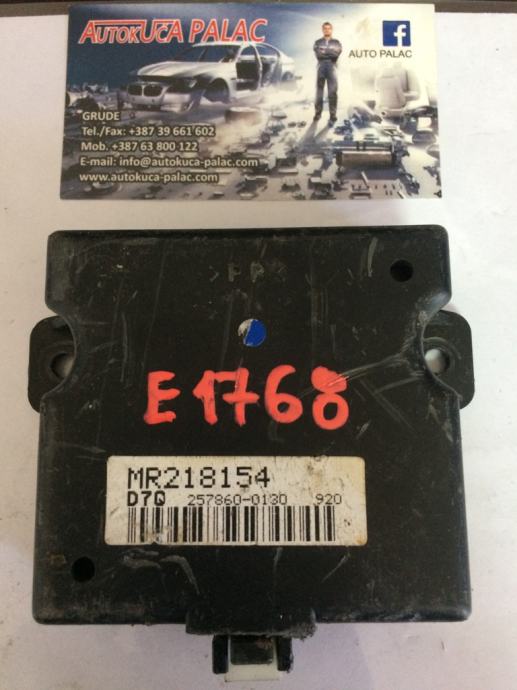 AUTOKUĆA PALAC
f
AUTO PALAC
GRUDE
Tel./Fax: +387 39 661 602
Mob. +387 63 800 122
E-mail: info@autokuca-palac.com
www.autokuca-palac.com
>PP<
E1768
MR218154
D7Q 257860-0130 920